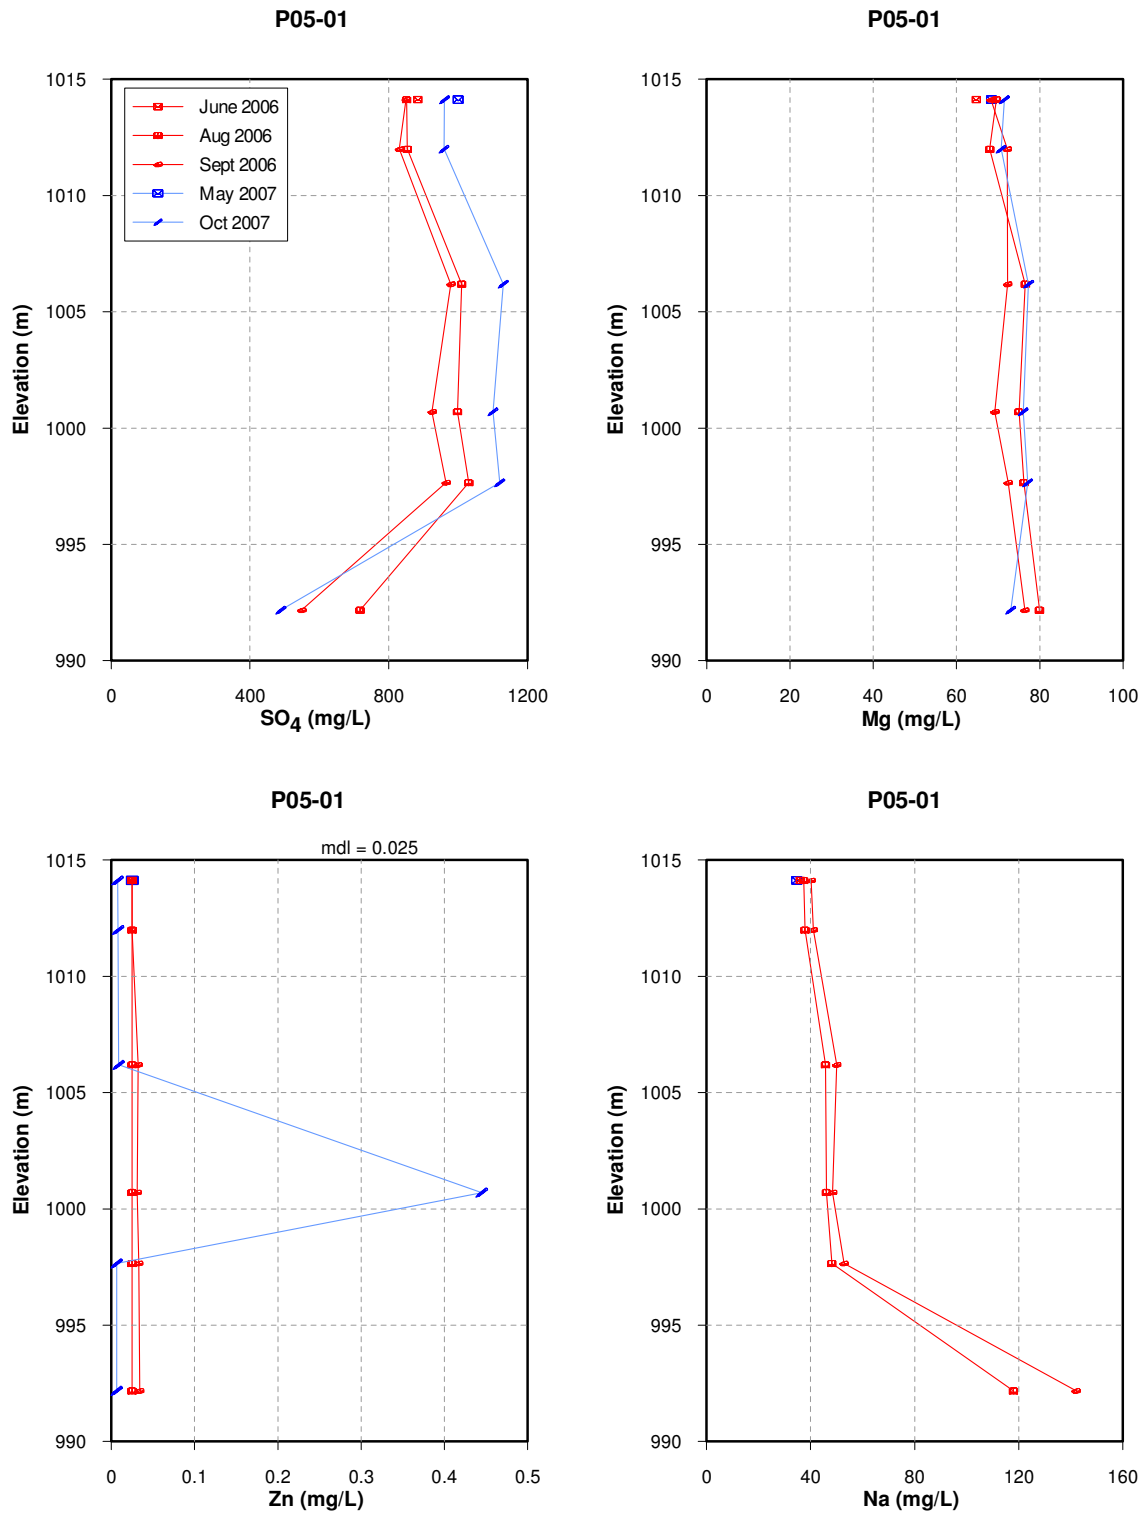 P05-01
1015
1010
1005
1000
995
990
Elevation (m)
June 2006
Aug 2006
Sept 2006
May 2007
Oct 2007
0 400 800 1200
SO4 (mg/L)
P05-01
1015
1010
1005
1000
995
990
Elevation (m)
0 20 40 60 80 100
Mg (mg/L)
P05-01
mdl = 0.025
1015
1010
1005
1000
995
990
Elevation (m)
0 0.1 0.2 0.3 0.4 0.5
Zn (mg/L)
P05-01
1015
1010
1005
1000
995
990
Elevation (m)
0 40 80 120 160
Na (mg/L)